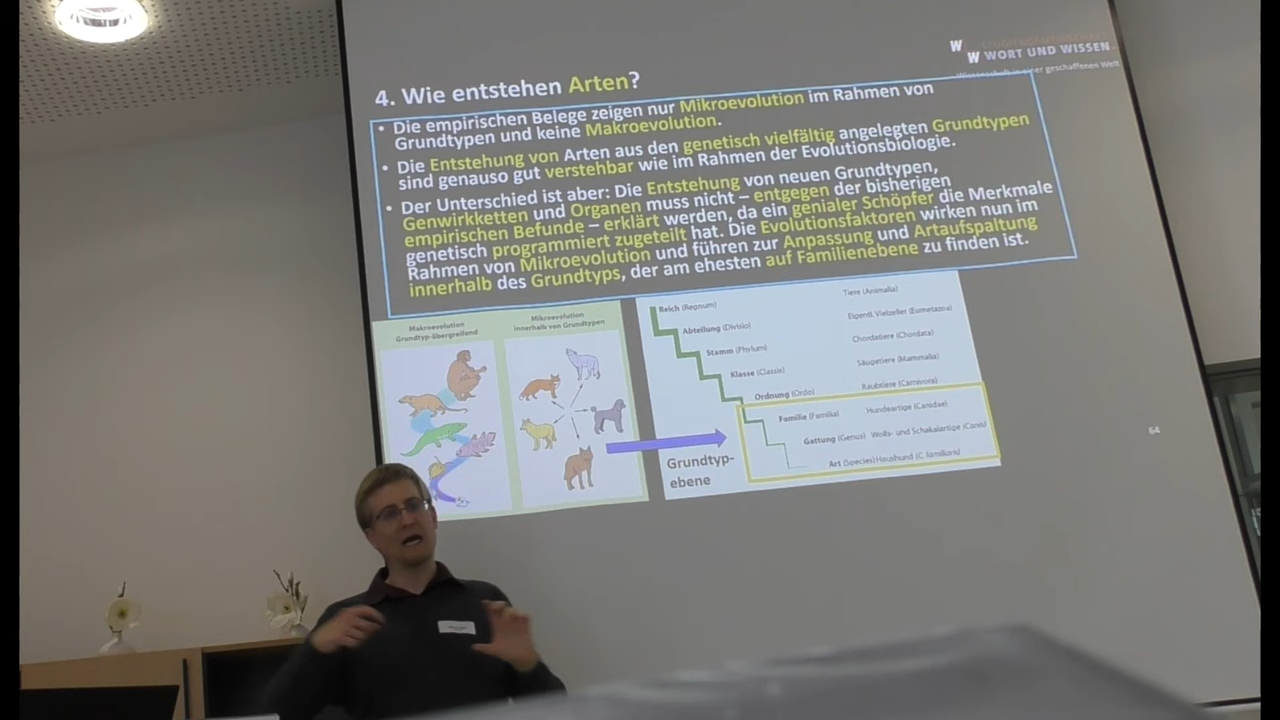 W
W WORT UND WISSEN
Wissenschaft in einer geschaffenen Welt
4. Wie entstehen Arten?
• Die empirischen Belege zeigen nur Mikroevolution im Rahmen von
Grundtypen und keine Makroevolution.
• Die Entstehung von Arten aus den genetisch vielfältig angelegten Grundtypen
sind genauso gut verstehbar wie im Rahmen der Evolutionsbiologie.
• Der Unterschied ist aber: Die Entstehung von neuen Grundtypen,
Genwirkketten und Organen muss nicht – entgegen der bisherigen
empirischen Befunde – erklärt werden, da ein genialer Schöpfer die Merkmale
genetisch programmiert zugeteilt hat. Die Evolutionsfaktoren wirken nun im
Rahmen von Mikroevolution und führen zur Anpassung und Artaufspaltung
innerhalb des Grundtyps, der am ehesten auf Familienebene zu finden ist.
Makroevolution
Grundtyp-übergreifend
Mikroevolution
innerhalb von Grundtypen
Reich (Regnum) Tiere (Animalia)
Abteilung (Divisio) Eigentl. Vielzeller (Eumetazoa)
Stamm (Phylum) Chordatiere (Chordata)
Klasse (Classis) Säugetiere (Mammalia)
Ordnung (Ordo) Raubtiere (Carnivora)
Familie (Familia) Hundeartige (Canidae)
Gattung (Genus) Wolfs- und Schakalartige (Canis)
Art (Species) Haushund (C. familiaris)
Grundtyp-
ebene
64